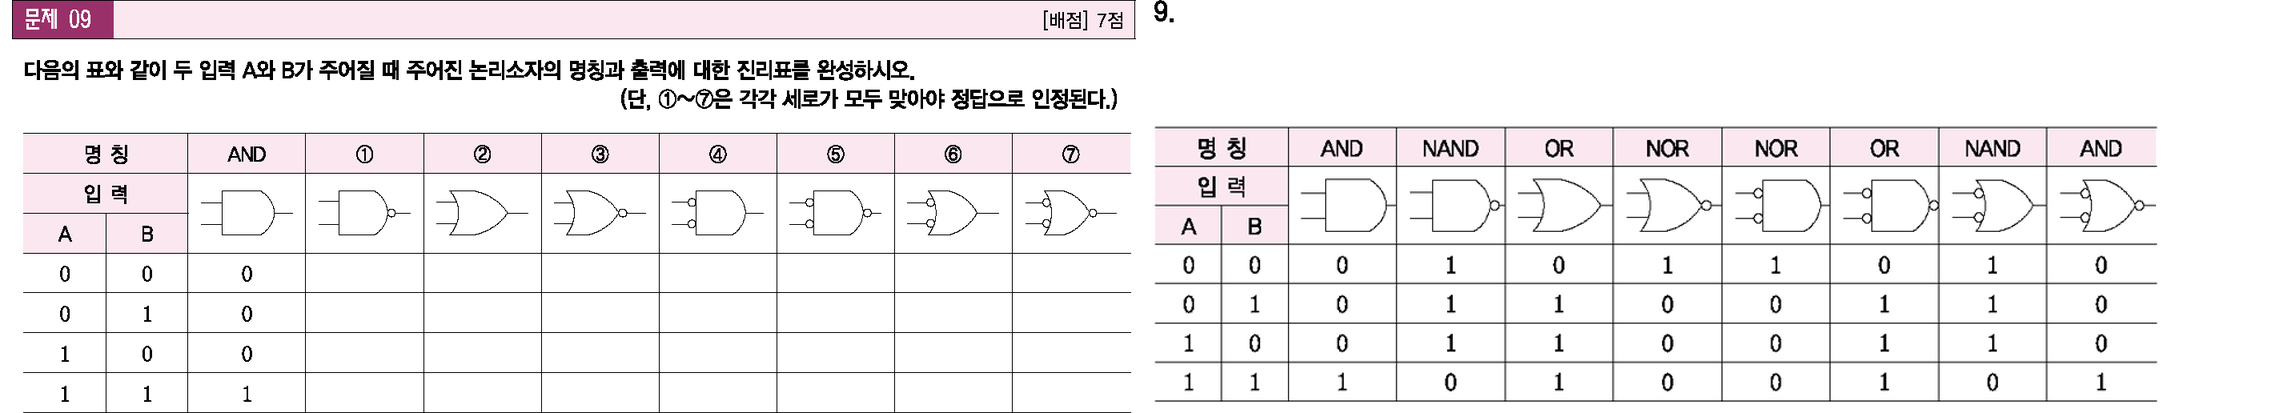 문제 09
[배점] 7점
다음의 표와 같이 두 입력 A와 B가 주어질 때 주어진 논리소자의 명칭과 출력에 대한 진리표를 완성하시오.
(단, ①~⑦은 각각 세로가 모두 맞아야 정답으로 인정된다.)
명 칭 AND ① ② ③ ④ ⑤ ⑥ ⑦
입 력
A B
0 0 0
0 1 0
1 0 0
1 1 1
9.
명 칭 AND NAND OR NOR NOR OR NAND AND
입 력
A B
0 0 0 1 0 1 1 0 1 0
0 1 0 1 1 0 0 1 1 0
1 0 0 1 1 0 0 1 1 0
1 1 1 0 1 0 0 1 0 1